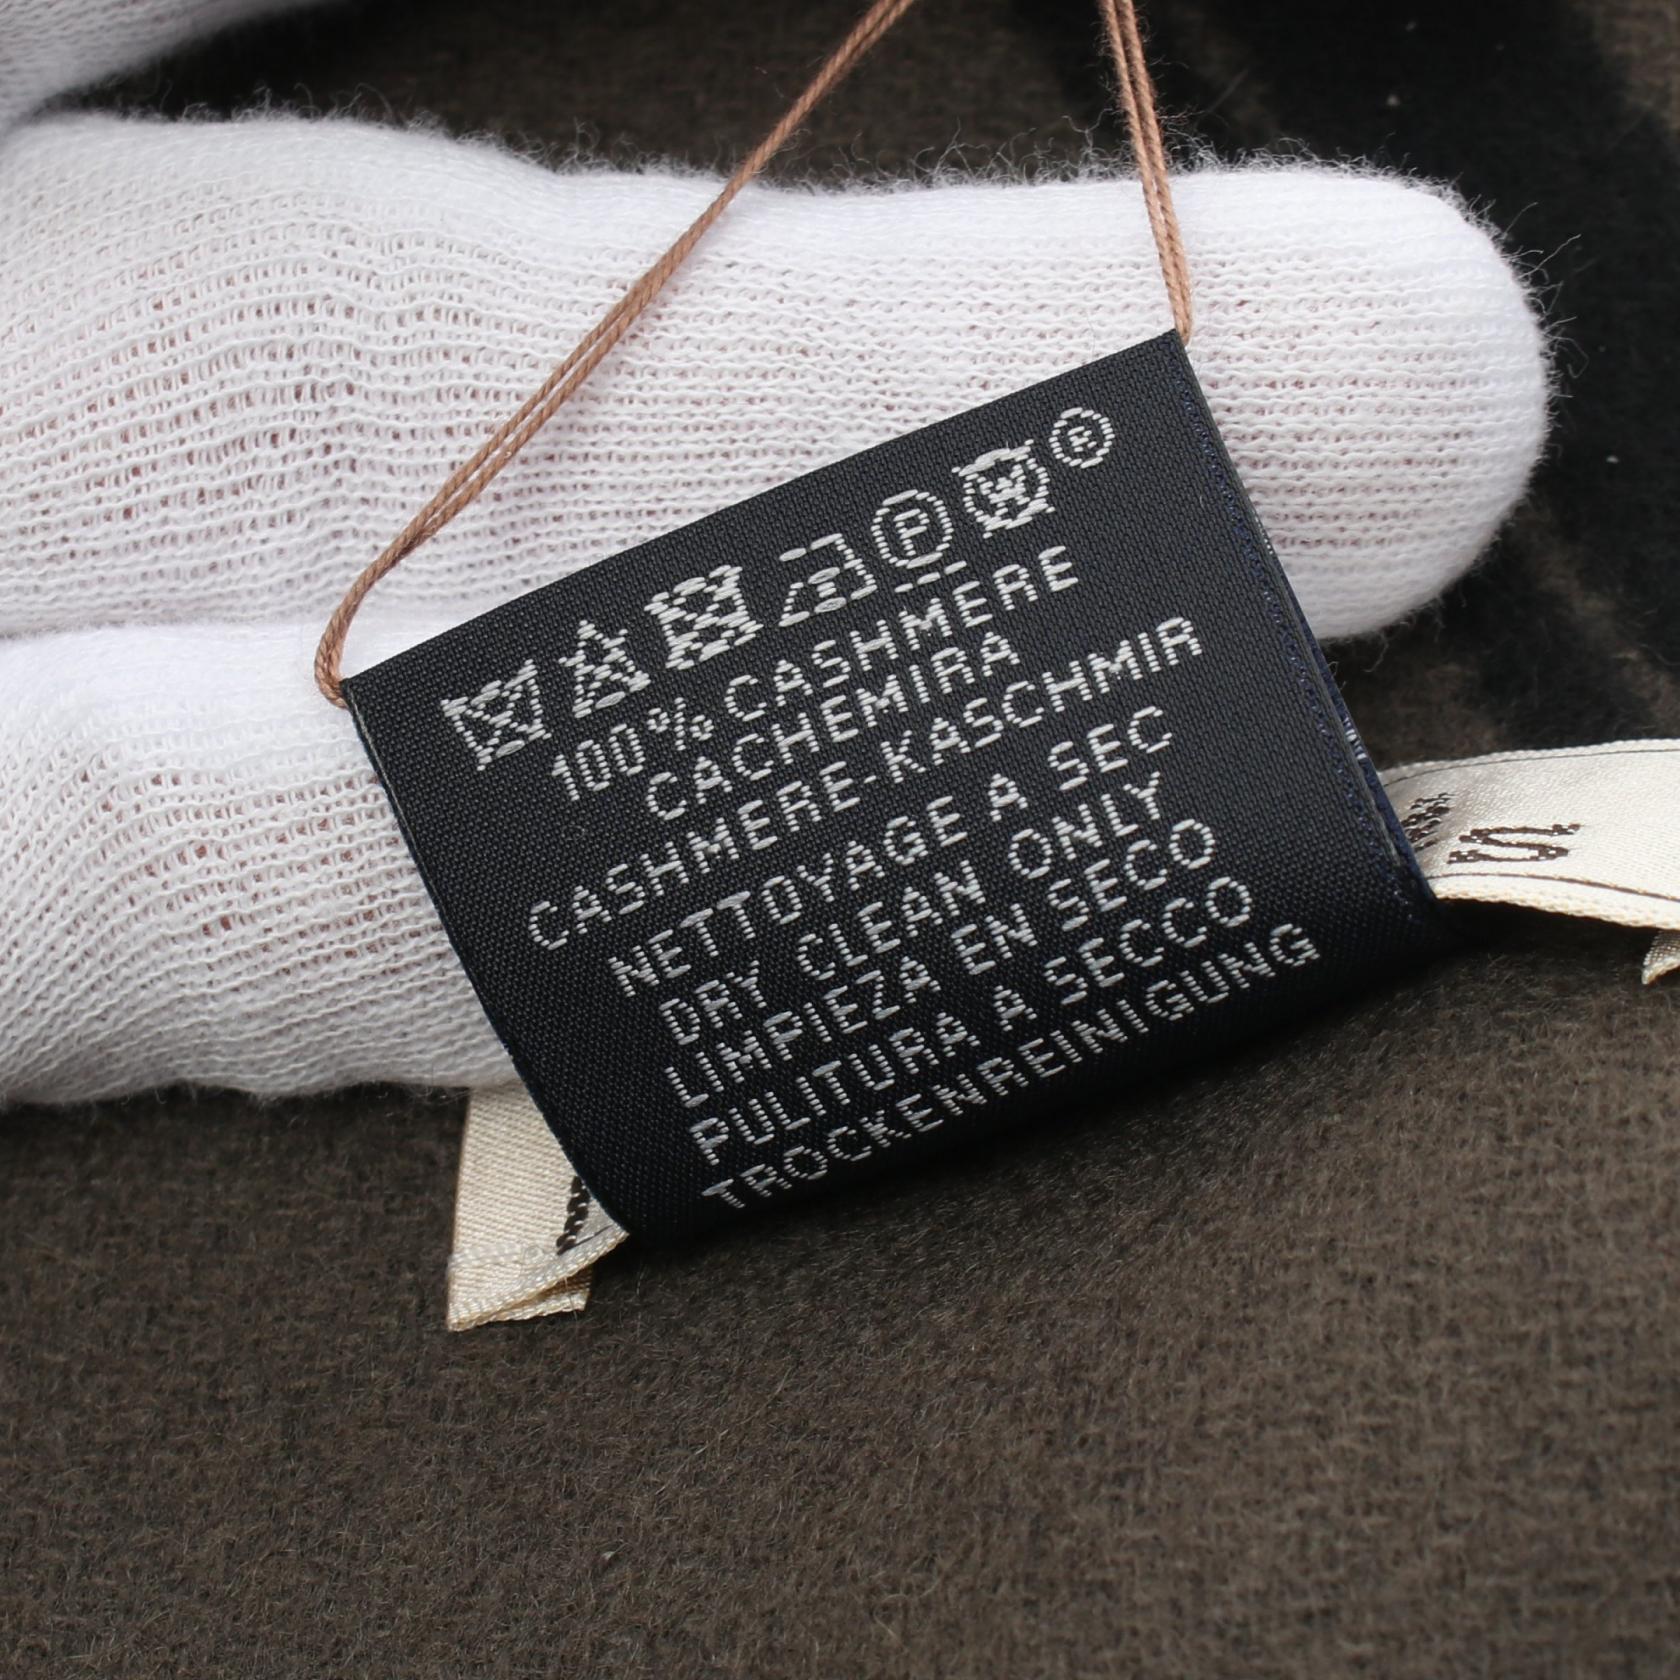 P W ®
100% CASHMERE
CACHEMIRA
CASHMERE-KASCHMIR
NETTOYAGE A SEC
DRY CLEAN ONLY
LIMPIEZA EN SECO
PULITURA A SECCO
TROCKENREINIGUNG